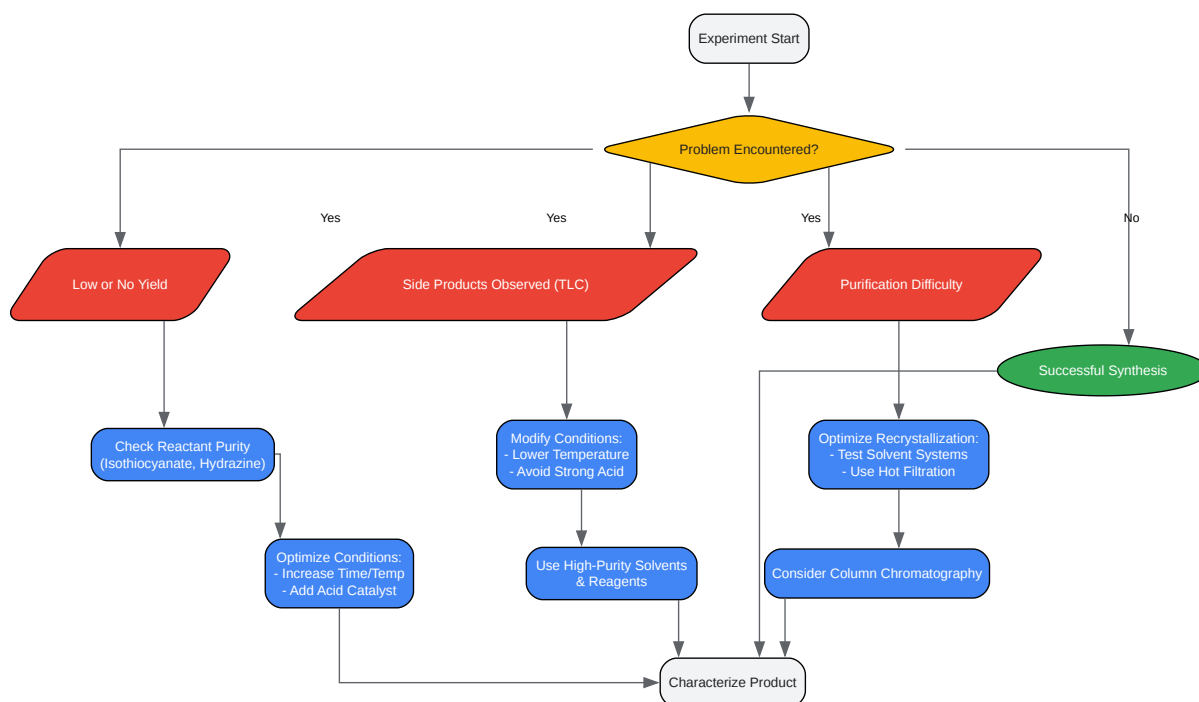 Experiment Start
Problem Encountered?
Yes
Yes
Yes
No
Low or No Yield
Side Products Observed (TLC)
Purification Difficulty
Successful Synthesis
Check Reactant Purity
(Isothiocyanate, Hydrazine)
Modify Conditions:
- Lower Temperature
- Avoid Strong Acid
Optimize Recrystallization:
- Test Solvent Systems
- Use Hot Filtration
Optimize Conditions:
- Increase Time/Temp
- Add Acid Catalyst
Use High-Purity Solvents
& Reagents
Consider Column Chromatography
Characterize Product